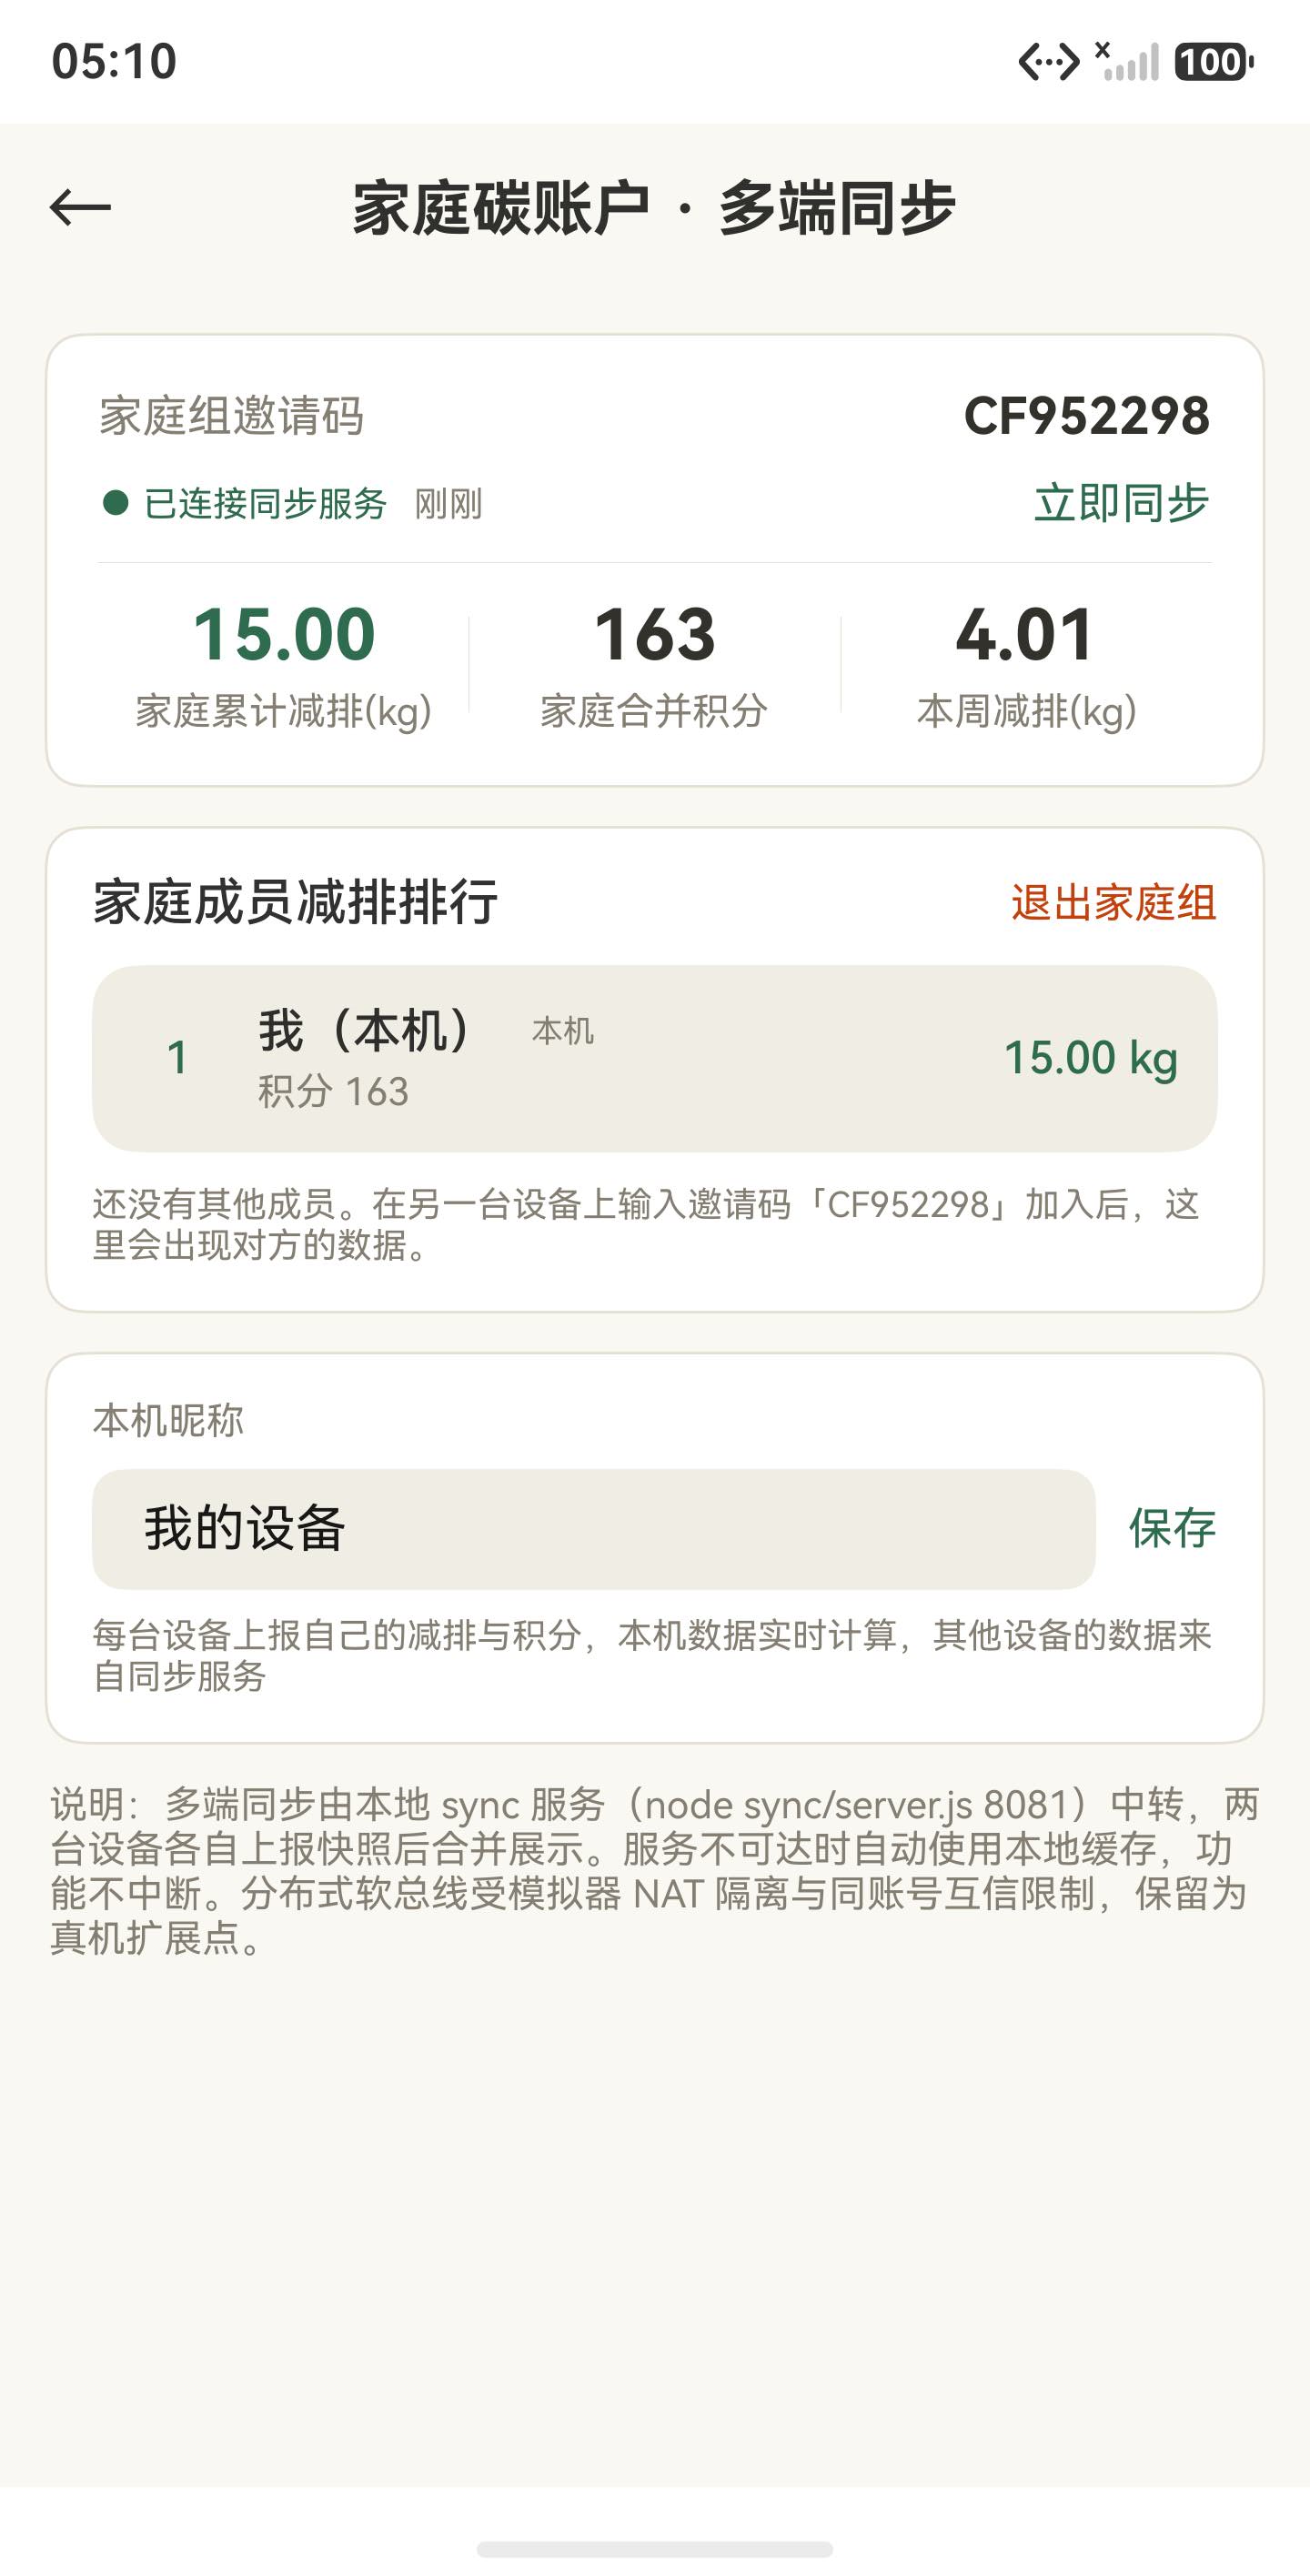 05:10
100
家庭碳账户 · 多端同步
家庭组邀请码
CF952298
已连接同步服务 刚刚
立即同步
15.00
163
4.01
家庭累计减排(kg)
家庭合并积分
本周减排(kg)
家庭成员减排排行
退出家庭组
1
我（本机） 本机
积分 163
15.00 kg
还没有其他成员。在另一台设备上输入邀请码「CF952298」加入后，这
里会出现对方的数据。
本机昵称
我的设备
保存
每台设备上报自己的减排与积分，本机数据实时计算，其他设备的数据来
自同步服务
说明：多端同步由本地 sync 服务（node sync/server.js 8081）中转，两
台设备各自上报快照后合并展示。服务不可达时自动使用本地缓存，功
能不中断。分布式软总线受模拟器 NAT 隔离与同账号互信限制，保留为
真机扩展点。